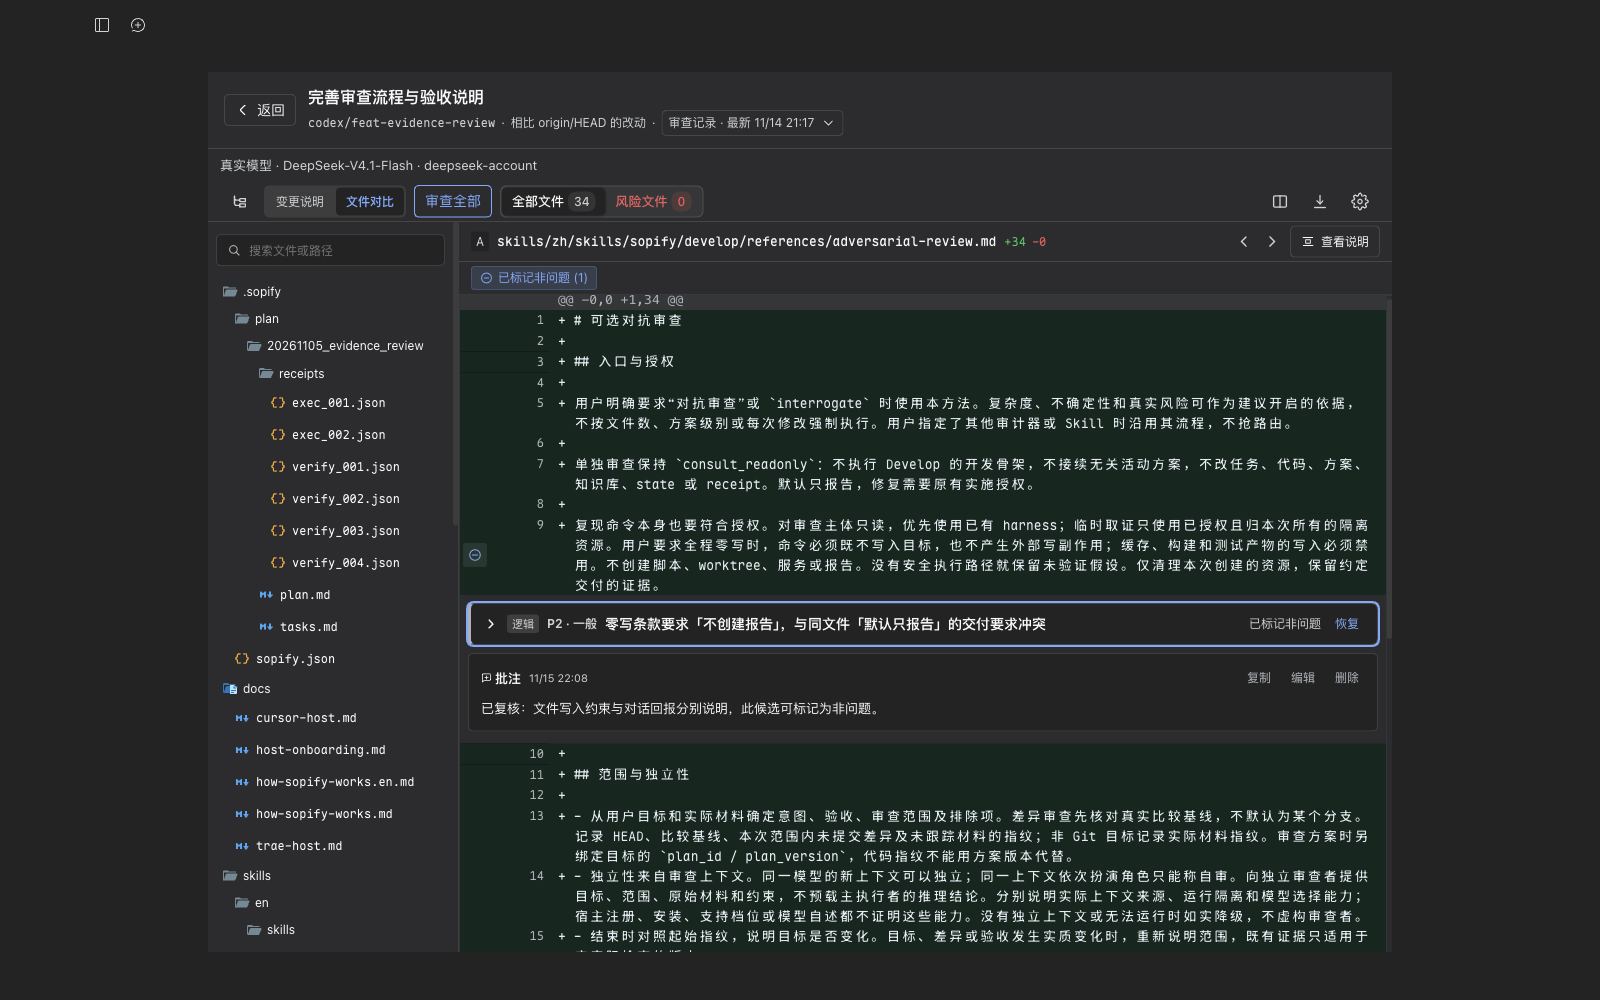 返回
完善审查流程与验收说明
codex/feat-evidence-review · 相比 origin/HEAD 的改动 · 审查记录 · 最新 11/14 21:17
真实模型 · DeepSeek-V4.1-Flash · deepseek-account
变更说明 文件对比 审查全部 全部文件 34 风险文件 0
搜索文件或路径
.sopify
plan
20261105_evidence_review
receipts
{} exec_001.json
{} exec_002.json
{} verify_001.json
{} verify_002.json
{} verify_003.json
{} verify_004.json
M↓ plan.md
M↓ tasks.md
{} sopify.json
docs
M↓ cursor-host.md
M↓ host-onboarding.md
M↓ how-sopify-works.en.md
M↓ how-sopify-works.md
M↓ trae-host.md
skills
en
skills
A skills/zh/skills/sopify/develop/references/adversarial-review.md +34 -0
查看说明
已标记非问题 (1)
@@ -0,0 +1,34 @@
1 + # 可选对抗审查
2 +
3 + ## 入口与授权
4 +
5 + 用户明确要求“对抗审查”或 `interrogate` 时使用本方法。复杂度、不确定性和真实风险可作为建议开启的依据，
不按文件数、方案级别或每次修改强制执行。用户指定了其他审计器或 Skill 时沿用其流程，不抢路由。
6 +
7 + 单独审查保持 `consult_readonly`：不执行 Develop 的开发骨架，不接续无关活动方案，不改任务、代码、方案、
知识库、state 或 receipt。默认只报告，修复需要原有实施授权。
8 +
9 + 复现命令本身也要符合授权。对审查主体只读，优先使用已有 harness；临时取证只使用已授权且归本次所有的隔离
资源。用户要求全程零写时，命令必须既不写入目标，也不产生外部写副作用；缓存、构建和测试产物的写入必须禁
用。不创建脚本、worktree、服务或报告。没有安全执行路径就保留未验证假设。仅清理本次创建的资源，保留约定
交付的证据。
逻辑 P2 · 一般 零写条款要求「不创建报告」，与同文件「默认只报告」的交付要求冲突 已标记非问题 恢复
批注 11/15 22:08 复制 编辑 删除
已复核：文件写入约束与对话回报分别说明，此候选可标记为非问题。
10 +
11 + ## 范围与独立性
12 +
13 + - 从用户目标和实际材料确定意图、验收、审查范围及排除项。差异审查先核对真实比较基线，不默认为某个分支。
记录 HEAD、比较基线、本次范围内未提交差异及未跟踪材料的指纹；非 Git 目标记录实际材料指纹。审查方案时另
绑定目标的 `plan_id / plan_version`，代码指纹不能用方案版本代替。
14 + - 独立性来自审查上下文。同一模型的新上下文可以独立；同一上下文依次扮演角色只能称自审。向独立审查者提供
目标、范围、原始材料和约束，不预载主执行者的推理结论。分别说明实际上下文来源、运行隔离和模型选择能力；
宿主注册、安装、支持档位或模型自述都不证明这些能力。没有独立上下文或无法运行时如实降级，不虚构审查者。
15 + - 结束时对照起始指纹，说明目标是否变化。目标、差异或验收发生实质变化时，重新说明范围，既有证据只适用于